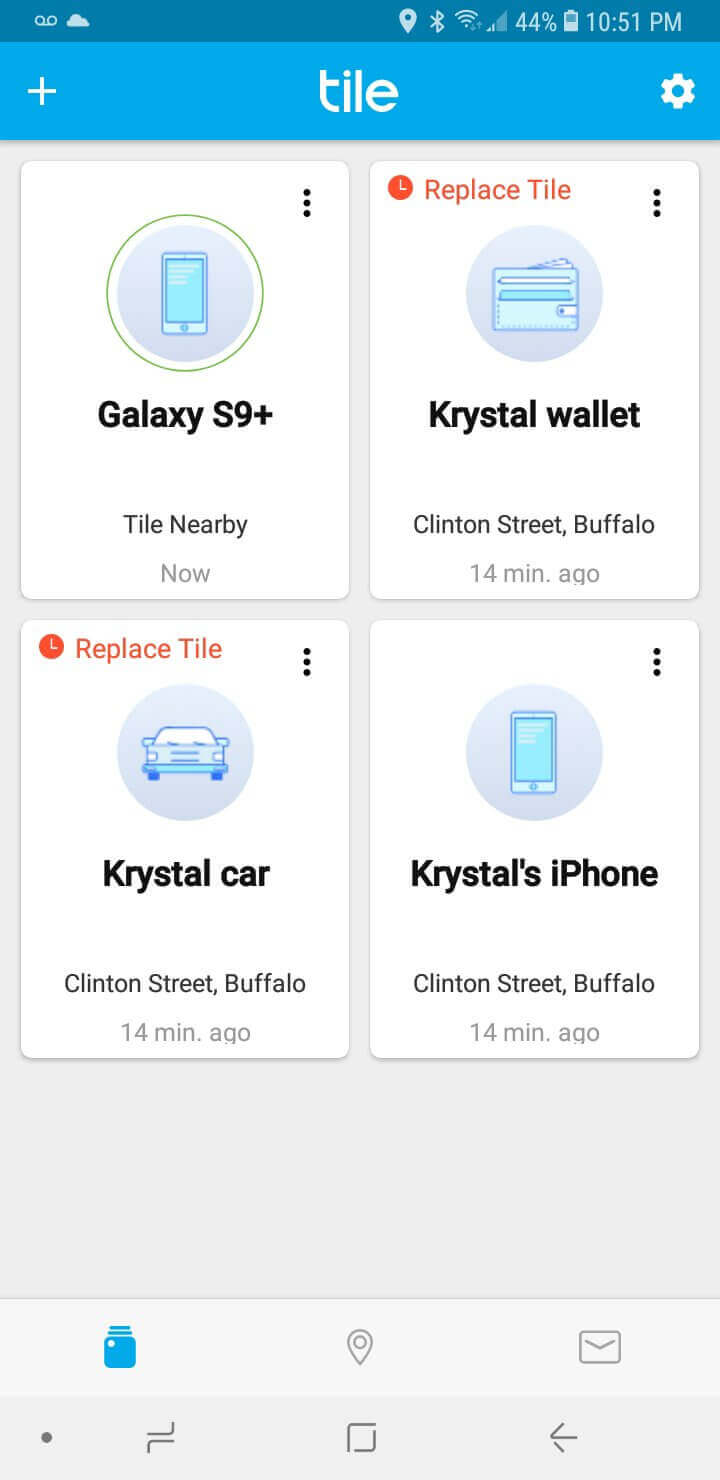 44% 10:51 PM
tile
Galaxy S9+
Tile Nearby
Now
Replace Tile
Krystal wallet
Clinton Street, Buffalo
14 min. ago
Replace Tile
Krystal car
Clinton Street, Buffalo
14 min. ago
Krystal's iPhone
Clinton Street, Buffalo
14 min. ago